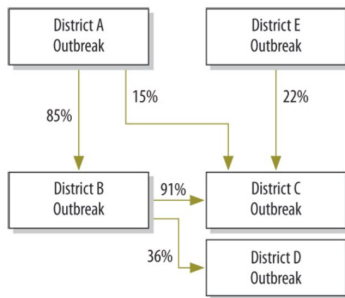 District A
Outbreak
District E
Outbreak
85%
15%
22%
District B
Outbreak
91%
District C
Outbreak
36%
District D
Outbreak